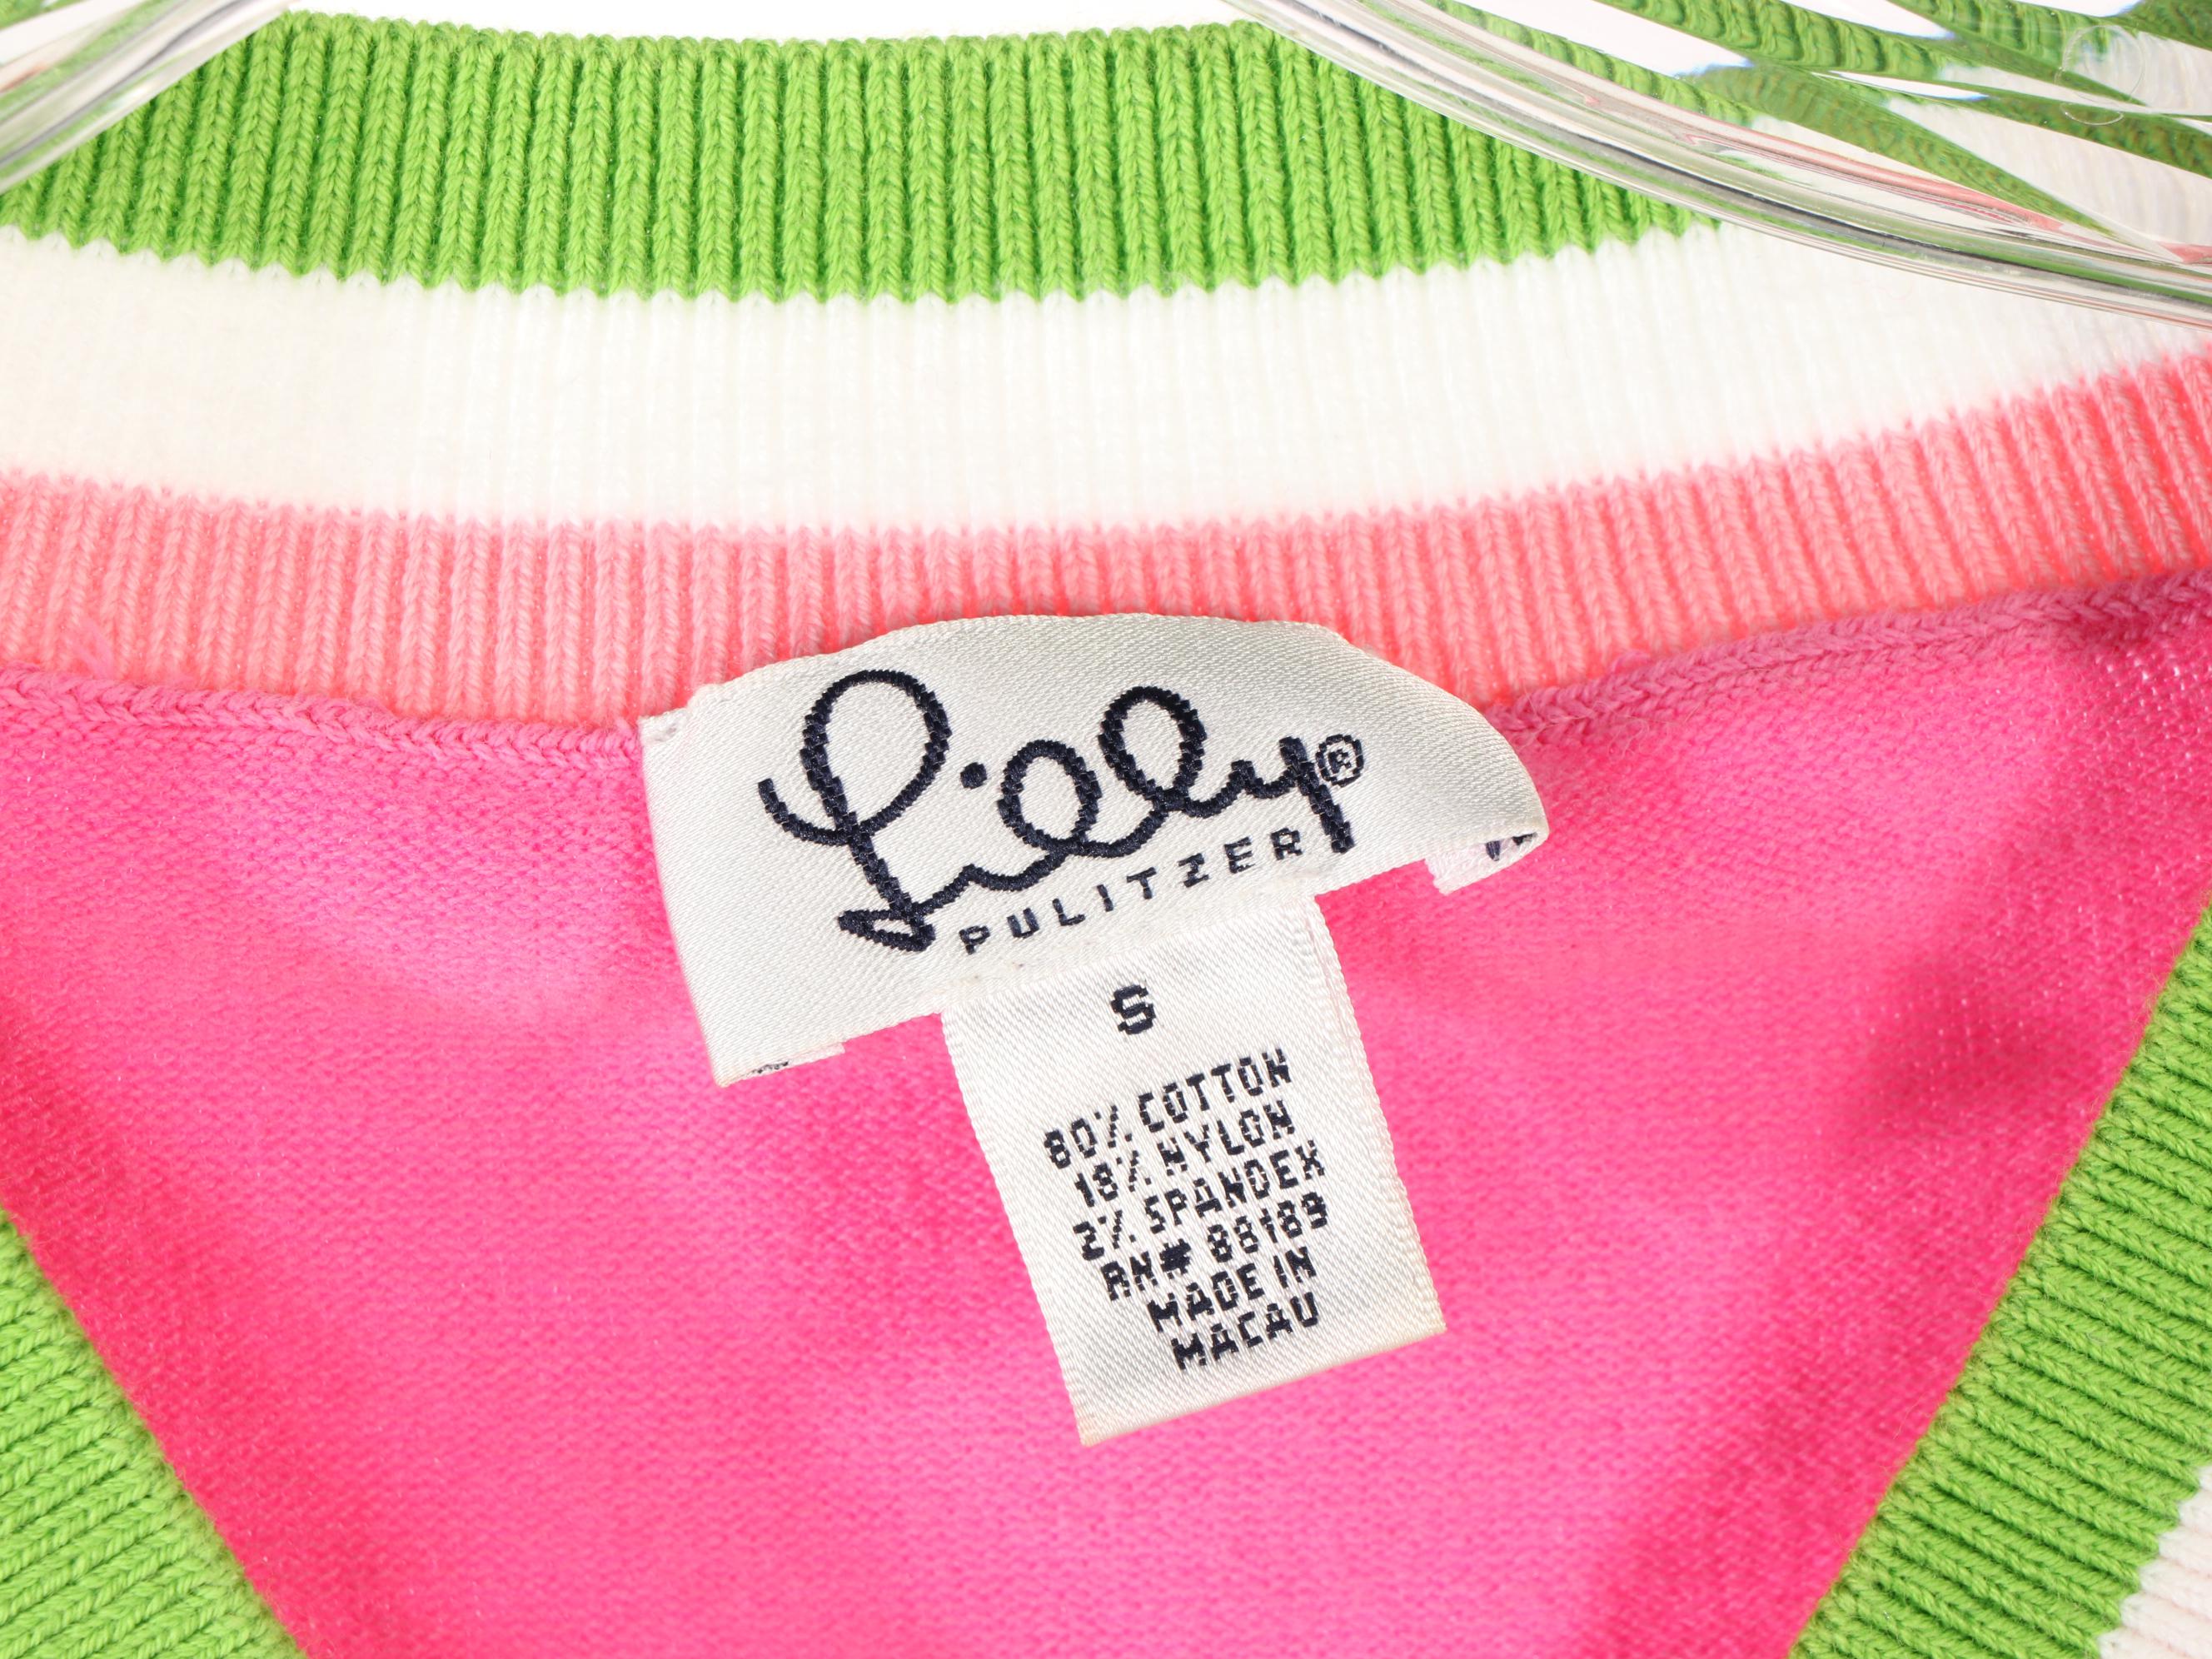 Lilly®
PULITZER
S
80% COTTON
18% NYLON
2% SPANDEX
RN# 88189
MADE IN
MACAU